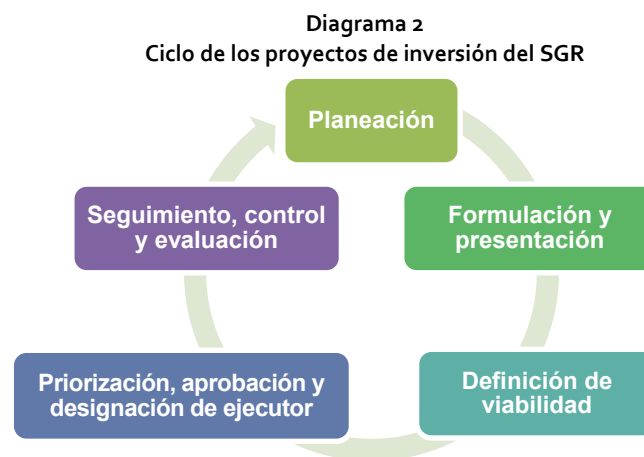 Diagrama 2
Ciclo de los proyectos de inversión del SGR
Planeación
Formulación y
presentación
Definición de
viabilidad
Priorización, aprobación y
designación de ejecutor
Seguimiento, control
y evaluación